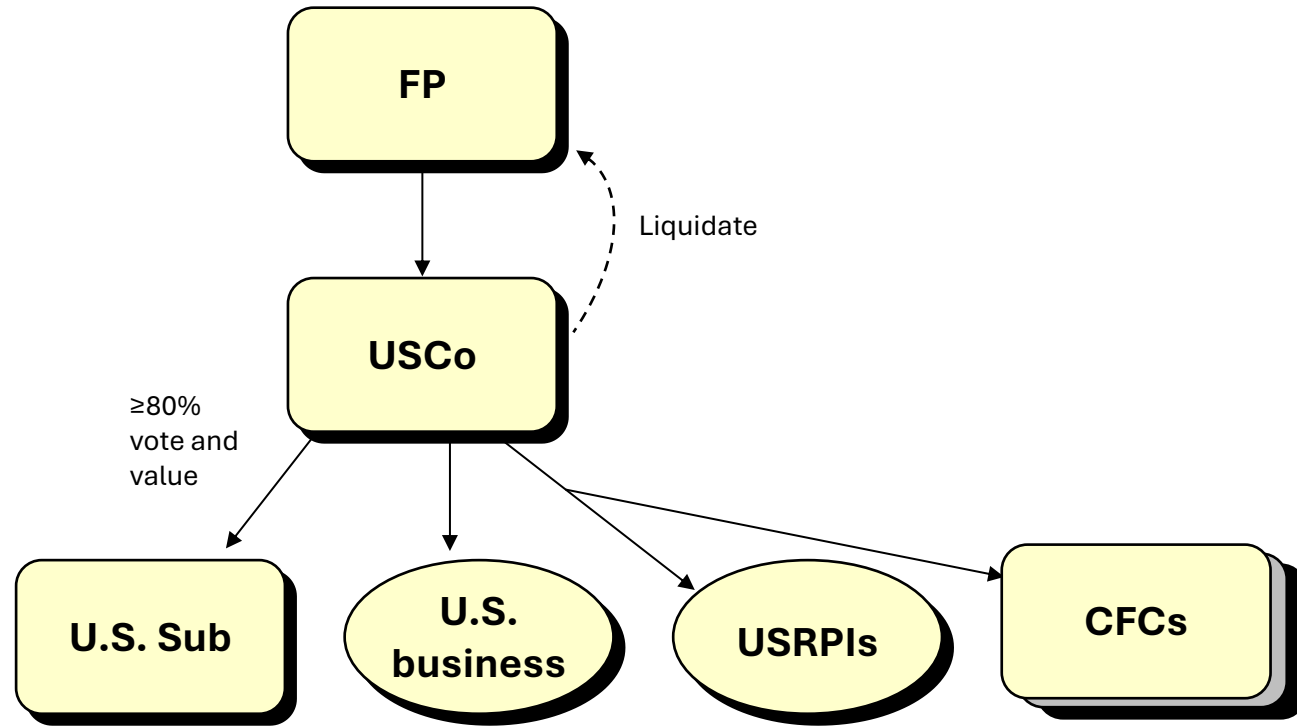 FP
Liquidate
USCo
≥80%
vote and
value
U.S. Sub
U.S.
business
USRPIs
CFCs